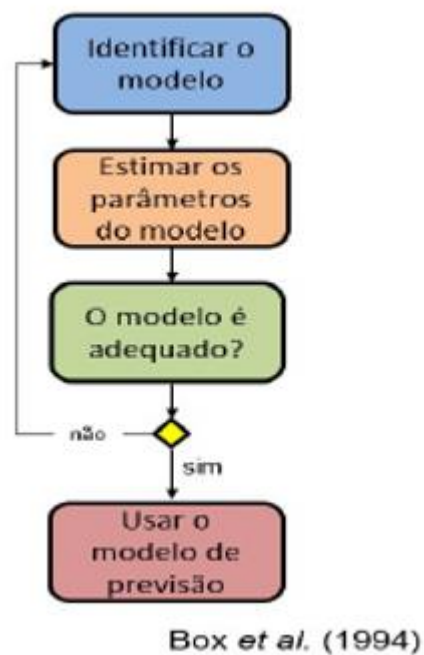 Identificar o
modelo
Estimar os
parâmetros
do modelo
O modelo é
adequado?
não
sim
Usar o
modelo de
previsão
Box et al. (1994)